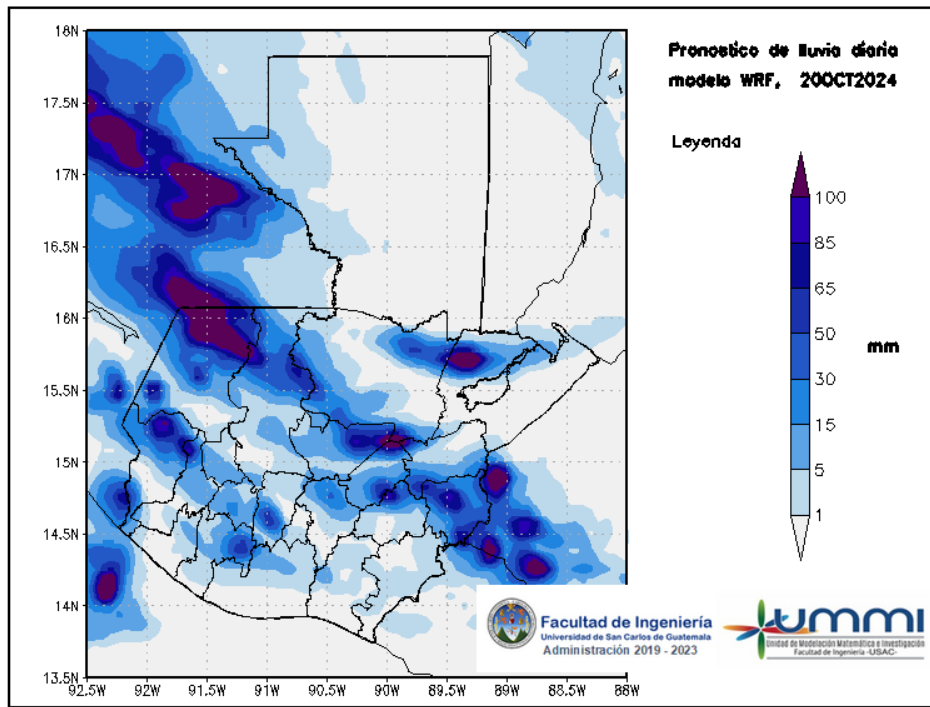 Pronostico de lluvia diaria
modelo WRF, 20OCT2024
Leyenda
100
85
65
50
30
15
5
1
mm
18N
17.5N
17N
16.5N
16N
15.5N
15N
14.5N
14N
13.5N
92.5W
92W
91.5W
91W
90.5W
90W
89.5W
89W
88.5W
88W
Facultad de Ingeniería
Universidad de San Carlos de Guatemala
Administración 2019 - 2023
UMMI
Unidad de Modelación Matemática e Investigación
Facultad de Ingeniería -USAC-